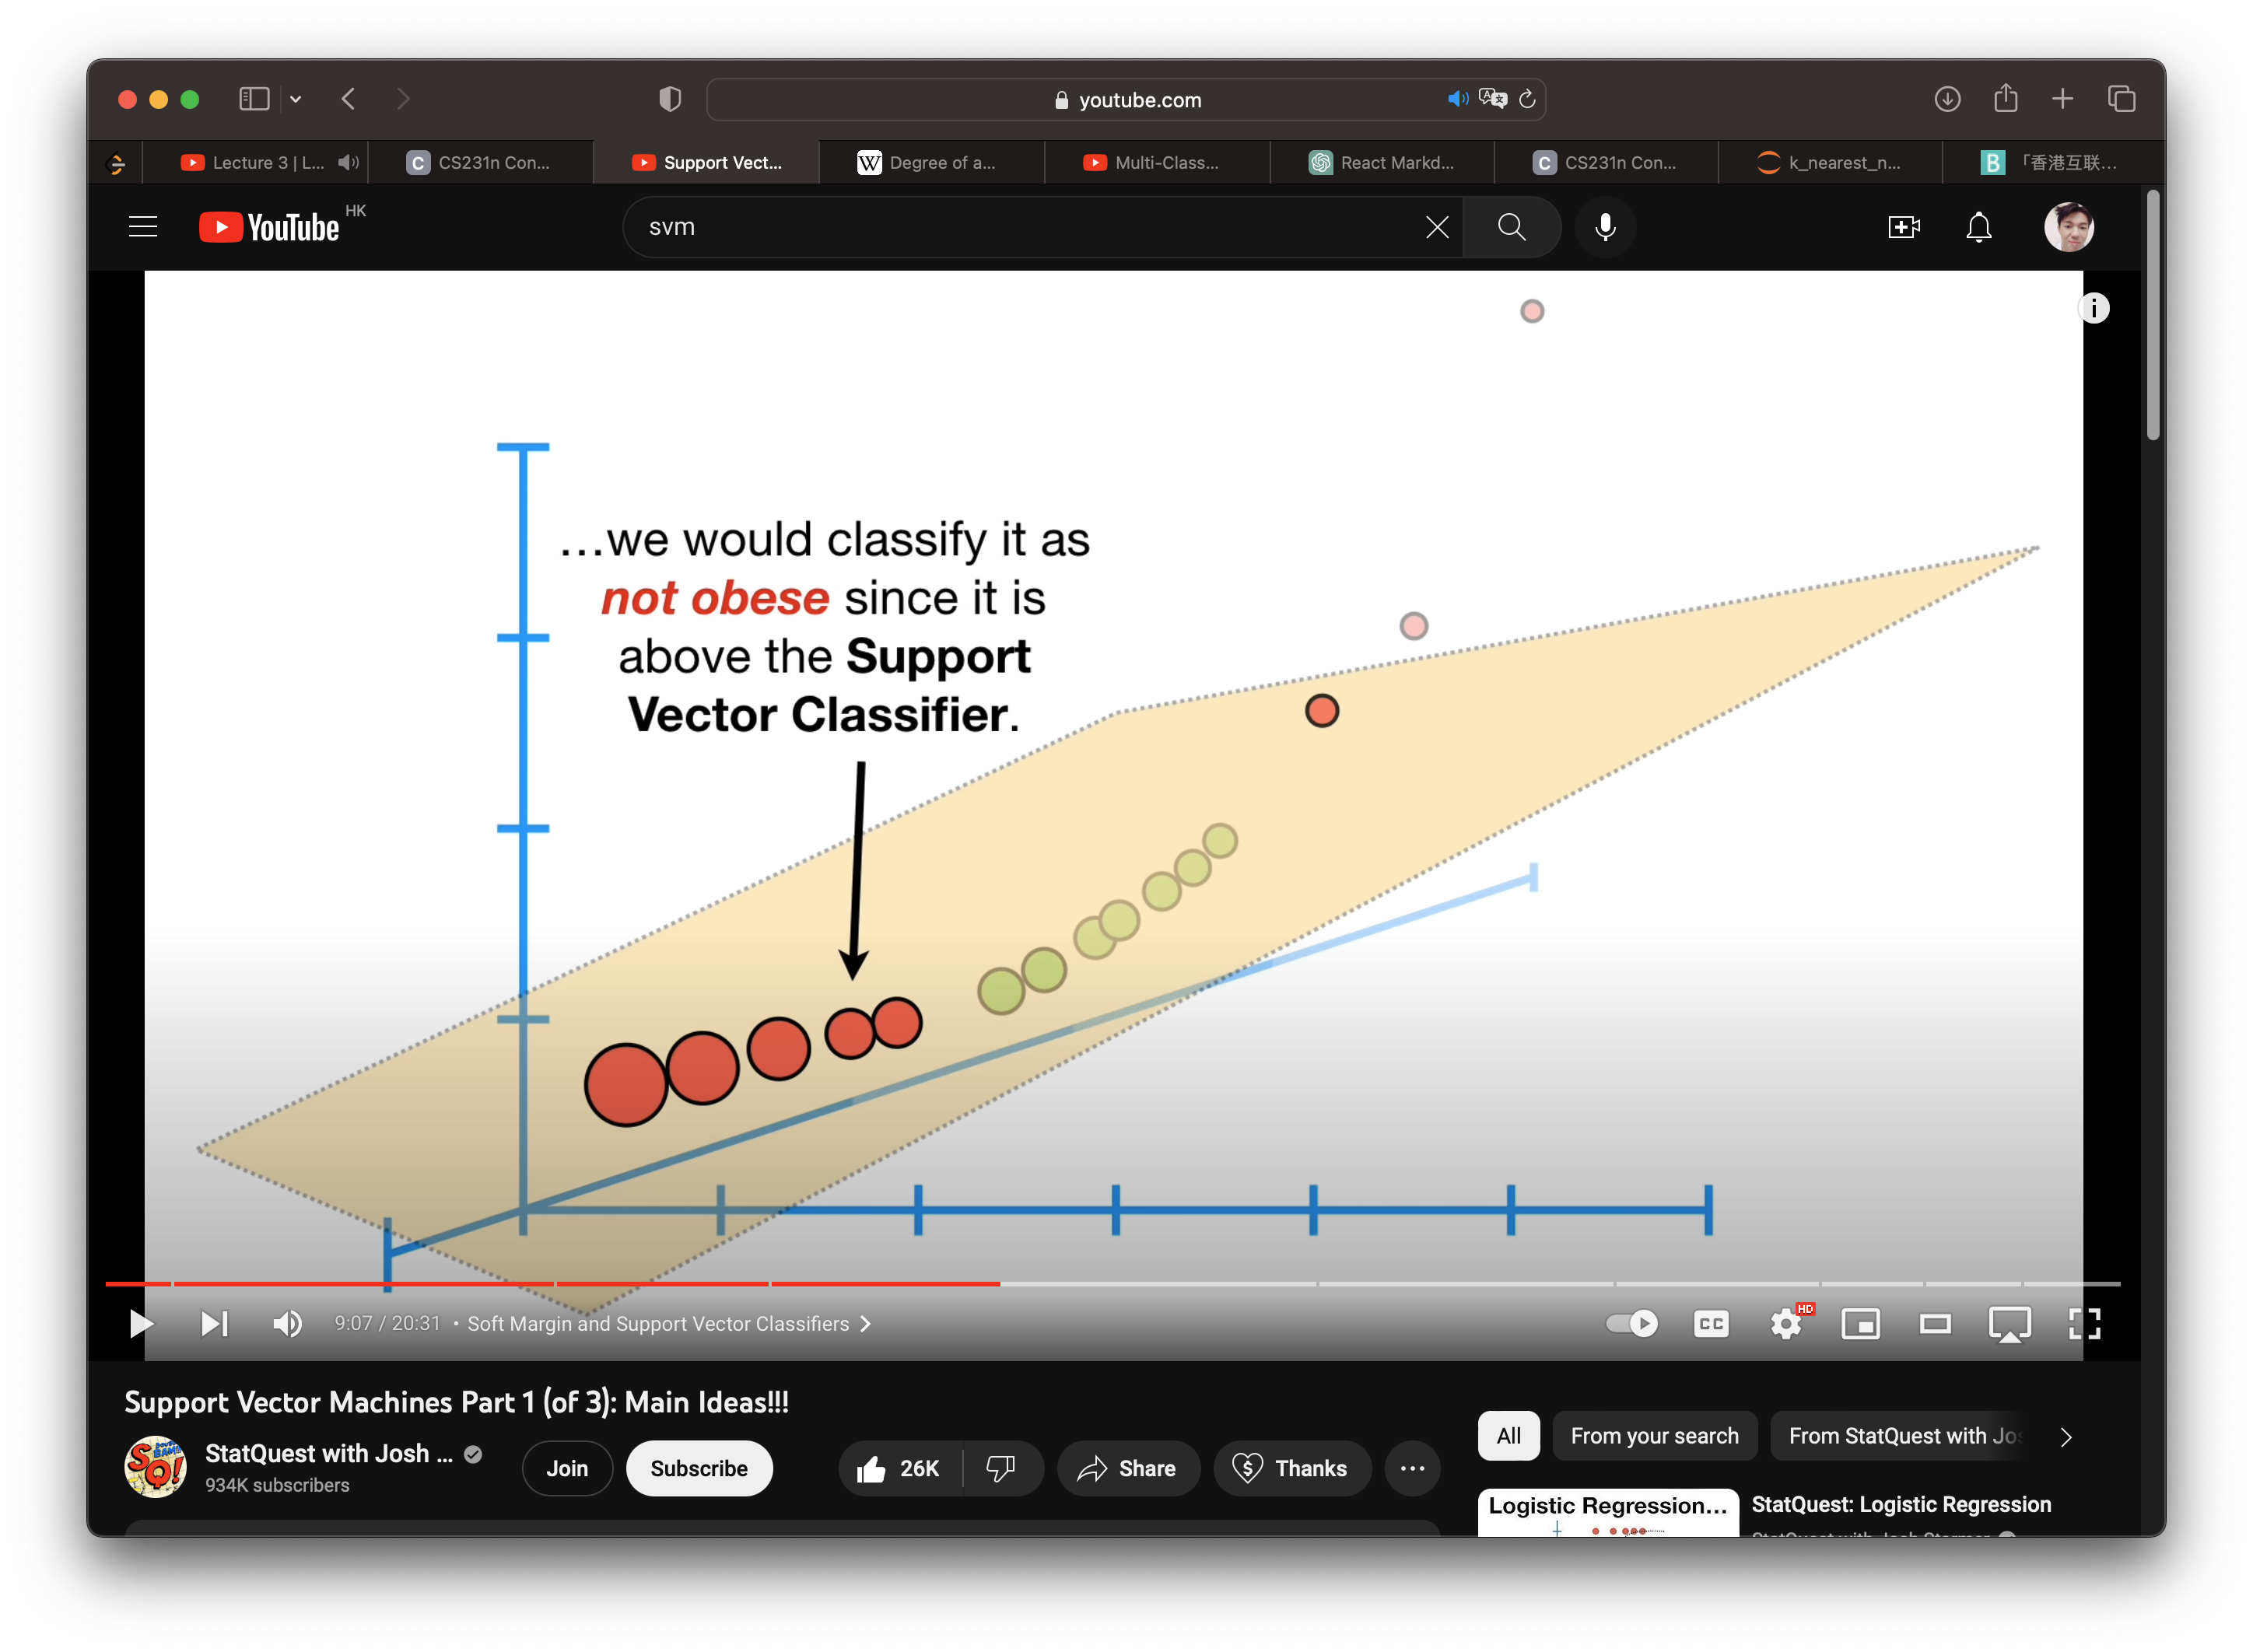 youtube.com
Lecture 3 | L...
CS231n Con...
Support Vect...
Degree of a...
Multi-Class...
React Markd...
CS231n Con...
k_nearest_n...
「香港互联...
YouTube HK
svm
...we would classify it as
not obese since it is
above the Support
Vector Classifier.
9:07 / 20:31 • Soft Margin and Support Vector Classifiers
CC
HD
Support Vector Machines Part 1 (of 3): Main Ideas!!!
StatQuest with Josh ...
934K subscribers
Join
Subscribe
26K
Share
Thanks
All
From your search
From StatQuest with Jos
Logistic Regression...
StatQuest: Logistic Regression